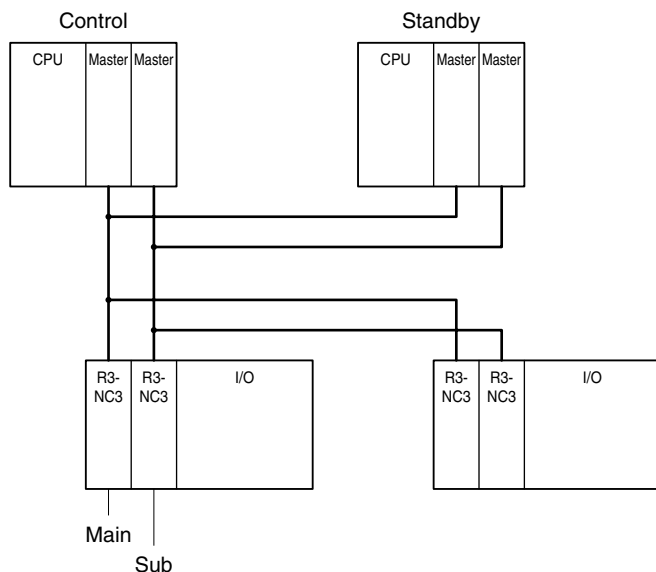 Control
Standby
CPU
Master
Master
CPU
Master
Master
R3-
NC3
R3-
NC3
I/O
R3-
NC3
R3-
NC3
I/O
Main
Sub